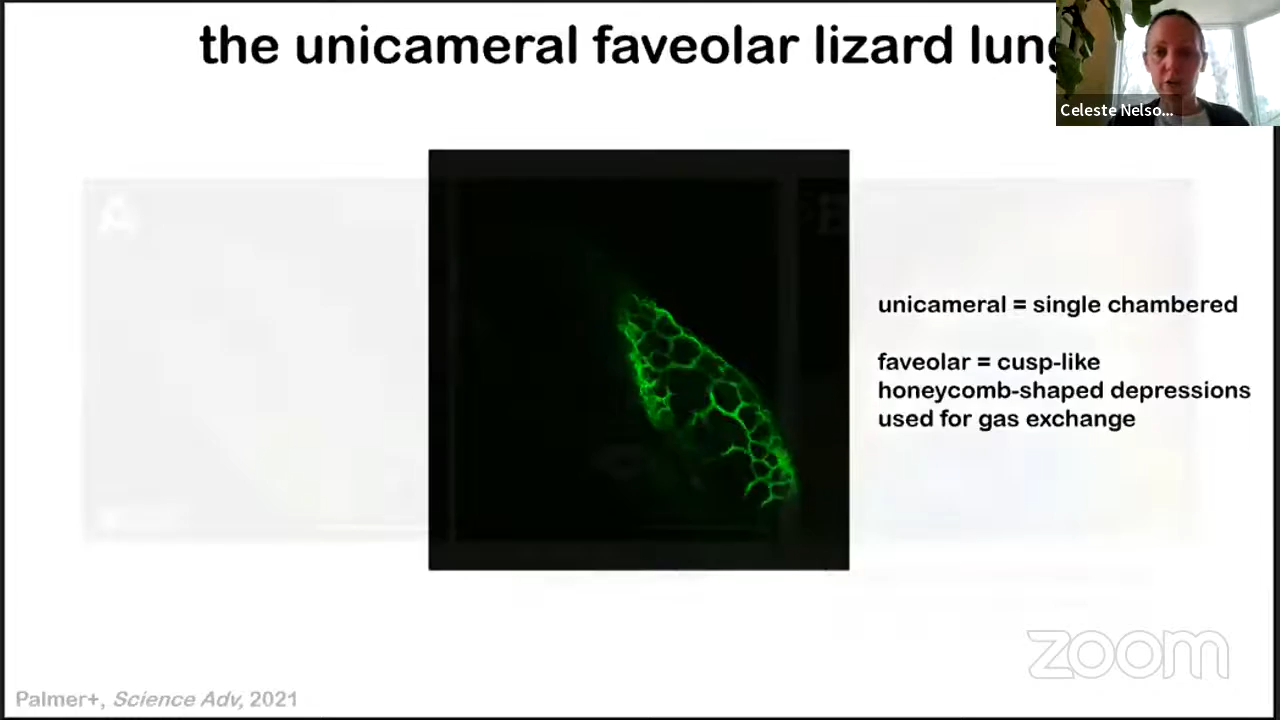 the unicameral faveolar lizard lung
Celeste Nelso...
A
unicameral = single chambered
faveolar = cusp-like
honeycomb-shaped depressions
used for gas exchange
zoom
Palmer+, Science Adv, 2021